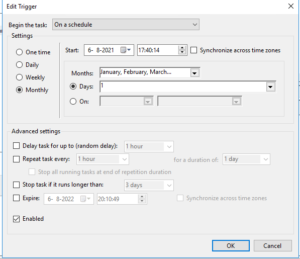 Edit Trigger
Begin the task: On a schedule
Settings
One time
Daily
Weekly
Monthly
Start: 6- 8-2021 17:40:14 Synchronize across time zones
Months: January, February, March...
Days: 1
On:
Advanced settings
Delay task for up to (random delay): 1 hour
Repeat task every: 1 hour for a duration of: 1 day
Stop all running tasks at end of repetition duration
Stop task if it runs longer than: 3 days
Expire: 6- 8-2022 20:10:49 Synchronize across time zones
Enabled
OK Cancel